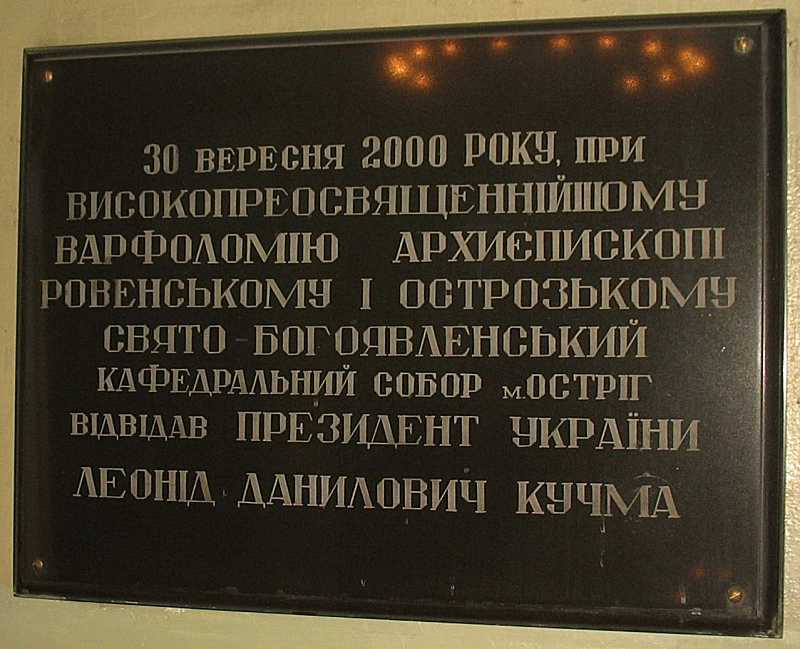 30 ВЕРЕСНЯ 2000 РОКУ, ПРИ
ВИСОКОПРЕОСВЯЩЕННІЙШОМУ
ВАРФОЛОМІЮ АРХИЄПИСКОПІ
РОВЕНСЬКОМУ І ОСТРОЗЬКОМУ
СВЯТО-БОГОЯВЛЕНСЬКИЙ
КАФЕДРАЛЬНИЙ СОБОР м.ОСТРІГ
ВІДВІДАВ ПРЕЗИДЕНТ УКРАЇНИ
ЛЕОНІД ДАНИЛОВИЧ КУЧМА